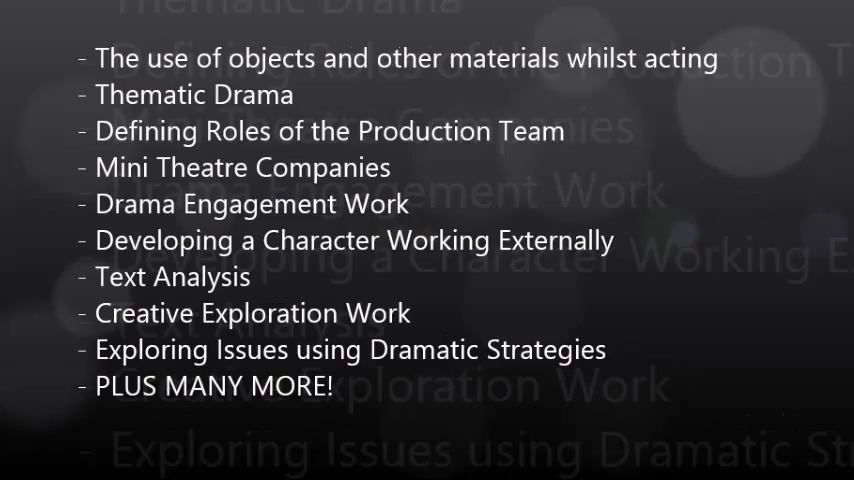 - The use of objects and other materials whilst acting
- Thematic Drama
- Defining Roles of the Production Team
- Mini Theatre Companies
- Drama Engagement Work
- Developing a Character Working Externally
- Text Analysis
- Creative Exploration Work
- Exploring Issues using Dramatic Strategies
- PLUS MANY MORE!